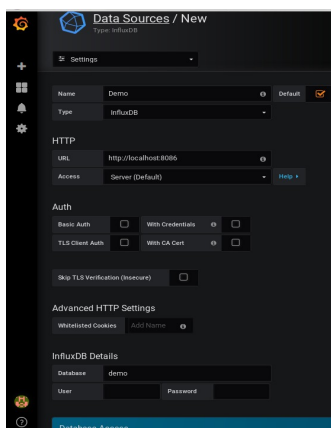 Data Sources / New
Type: InfluxDB
Settings
Name Demo Default
Type InfluxDB
HTTP
URL http://localhost:8086
Access Server (Default) Help
Auth
Basic Auth With Credentials
TLS Client Auth With CA Cert
Skip TLS Verification (Insecure)
Advanced HTTP Settings
Whitelisted Cookies Add Name
InfluxDB Details
Database demo
User Password
Database Access